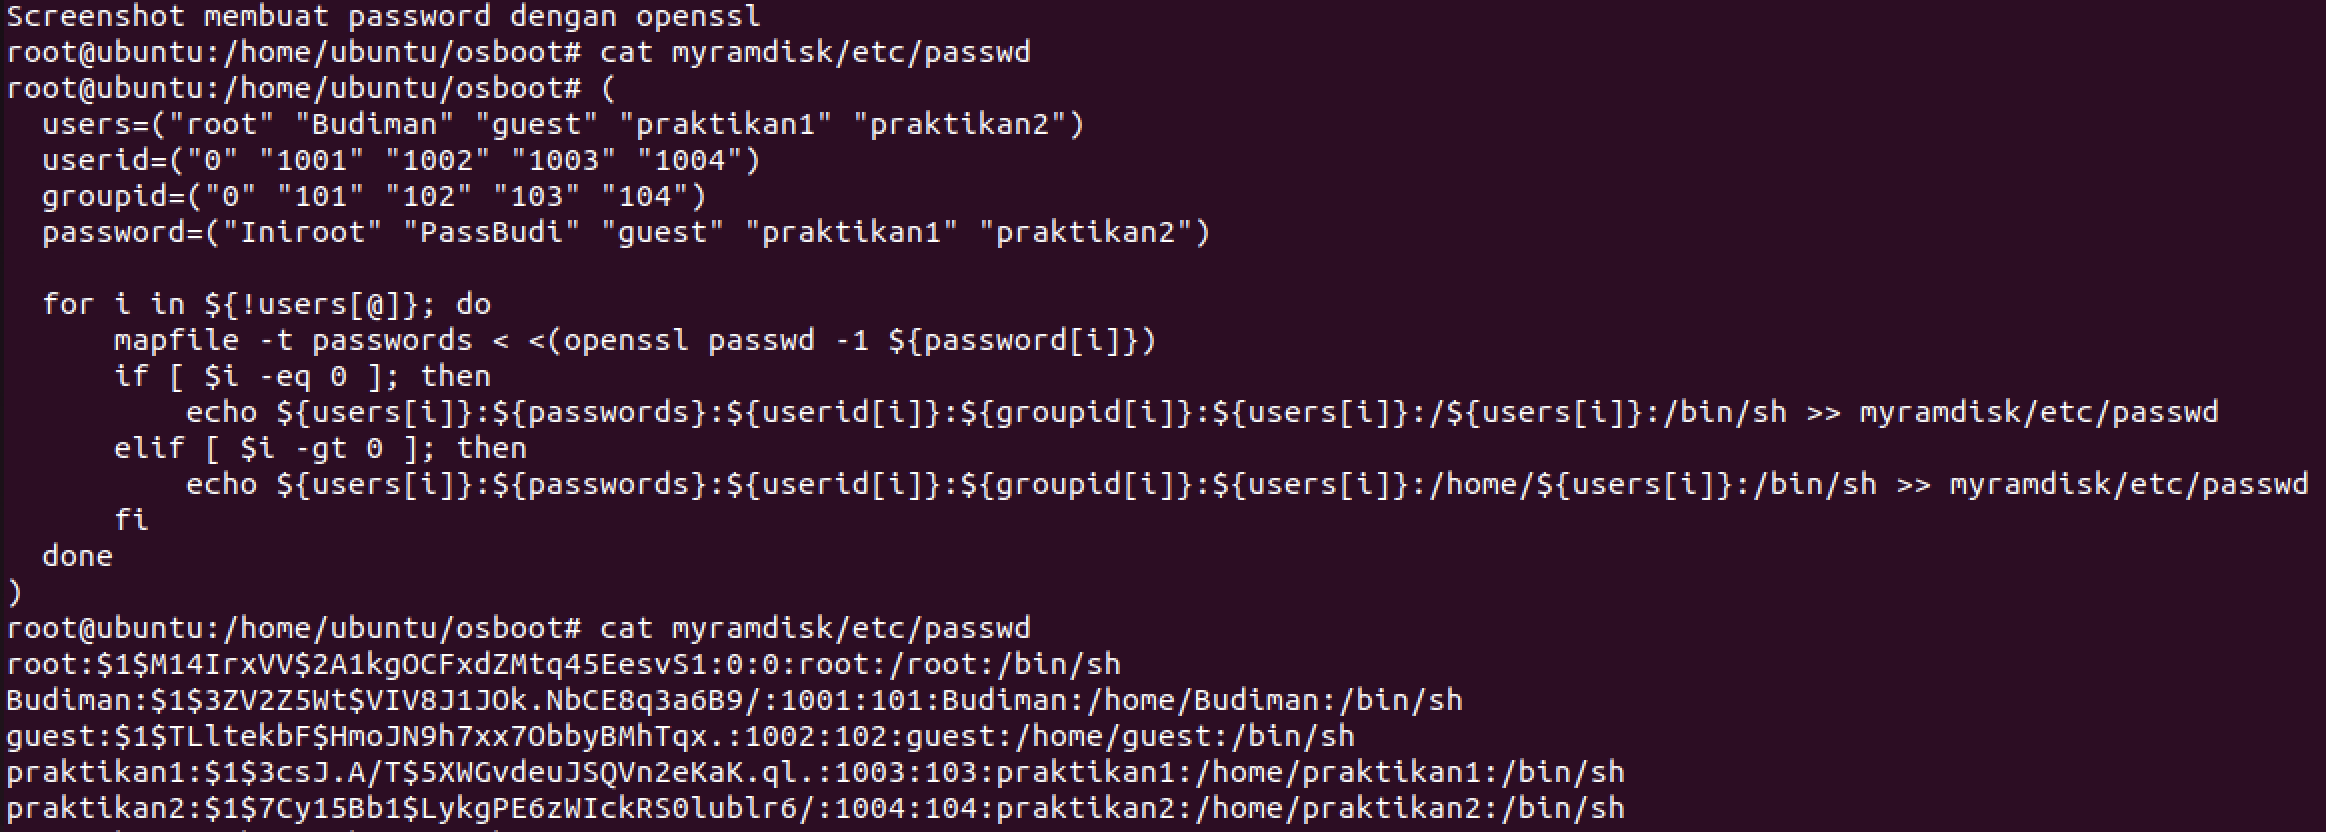 Screenshot membuat password dengan openssl
root@ubuntu:/home/ubuntu/osboot# cat myramdisk/etc/passwd
root@ubuntu:/home/ubuntu/osboot# (
  users=("root" "Budiman" "guest" "praktikan1" "praktikan2")
  userid=("0" "1001" "1002" "1003" "1004")
  groupid=("0" "101" "102" "103" "104")
  password=("Iniroot" "PassBudi" "guest" "praktikan1" "praktikan2")

  for i in ${!users[@]}; do
      mapfile -t passwords < <(openssl passwd -1 ${password[i]})
      if [ $i -eq 0 ]; then
          echo ${users[i]}:${passwords}:${userid[i]}:${groupid[i]}:${users[i]}:/${users[i]}:/bin/sh >> myramdisk/etc/passwd
      elif [ $i -gt 0 ]; then
          echo ${users[i]}:${passwords}:${userid[i]}:${groupid[i]}:${users[i]}:/home/${users[i]}:/bin/sh >> myramdisk/etc/passwd
      fi
  done
)
root@ubuntu:/home/ubuntu/osboot# cat myramdisk/etc/passwd
root:$1$M14IrxVV$2A1kgOCFxdZMtq45EesvS1:0:0:root:/root:/bin/sh
Budiman:$1$3ZV2Z5Wt$VIV8J1JOk.NbCE8q3a6B9/:1001:101:Budiman:/home/Budiman:/bin/sh
guest:$1$TLltekbF$HmoJN9h7xx7ObbyBMhTqx.:1002:102:guest:/home/guest:/bin/sh
praktikan1:$1$3csJ.A/T$5XWGvdeuJSQVn2eKaK.ql.:1003:103:praktikan1:/home/praktikan1:/bin/sh
praktikan2:$1$7Cy15Bb1$LykgPE6zWIckRS0lublr6/:1004:104:praktikan2:/home/praktikan2:/bin/sh